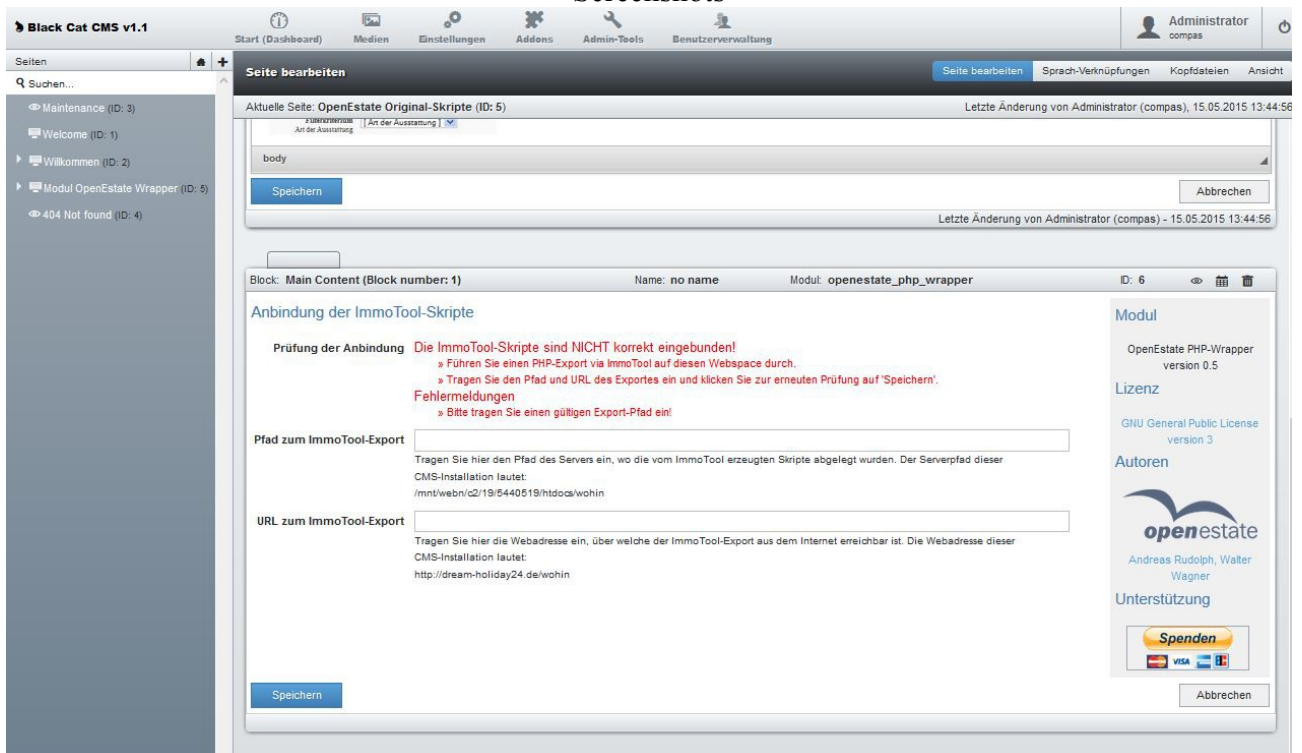 Screenshots
Black Cat CMS v1.1
Start (Dashboard)
Medien
Einstellungen
Addons
Admin-Tools
Benutzerverwaltung
Administrator
compas
Seiten
Suchen...
Maintenance (ID: 3)
Welcome (ID: 1)
Willkommen (ID: 2)
Modul OpenEstate Wrapper (ID: 5)
404 Not found (ID: 4)
Seite bearbeiten
Seite bearbeiten
Sprach-Verknüpfungen
Kopfdateien
Ansicht
Aktuelle Seite: OpenEstate Original-Skripte (ID: 5)
Letzte Änderung von Administrator (compas), 15.05.2015 13:44:56
Filterkriterium
Art der Ausstattung
[ Art der Ausstattung ]
body
Speichern
Abbrechen
Letzte Änderung von Administrator (compas) - 15.05.2015 13:44:56
Block: Main Content (Block number: 1)
Name: no name
Modul: openestate_php_wrapper
ID: 6
Anbindung der ImmoTool-Skripte
Prüfung der Anbindung
Die ImmoTool-Skripte sind NICHT korrekt eingebunden!
» Führen Sie einen PHP-Export via ImmoTool auf diesen Webspace durch.
» Tragen Sie den Pfad und URL des Exportes ein und klicken Sie zur erneuten Prüfung auf 'Speichern'.
Fehlermeldungen
» Bitte tragen Sie einen gültigen Export-Pfad ein!
Pfad zum ImmoTool-Export
Tragen Sie hier den Pfad des Servers ein, wo die vom ImmoTool erzeugten Skripte abgelegt wurden. Der Serverpfad dieser
CMS-Installation lautet:
/mnt/webn/c2/19/5440519/htdocs/wohin
URL zum ImmoTool-Export
Tragen Sie hier die Webadresse ein, über welche der ImmoTool-Export aus dem Internet erreichbar ist. Die Webadresse dieser
CMS-Installation lautet:
http://dream-holiday24.de/wohin
Speichern
Abbrechen
Modul
OpenEstate PHP-Wrapper
version 0.5
Lizenz
GNU General Public License
version 3
Autoren
openestate
Andreas Rudolph, Walter
Wagner
Unterstützung
Spenden
VISA